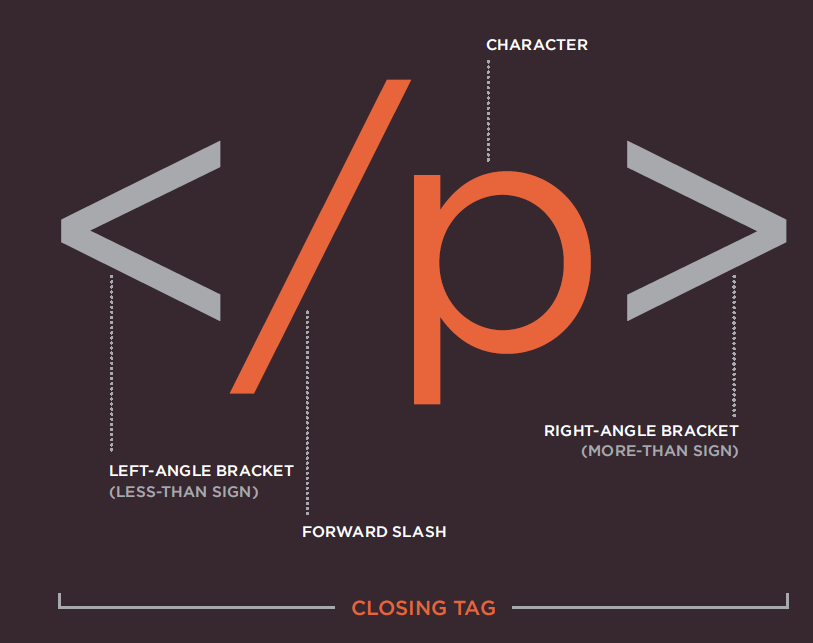 CHARACTER
</p>
RIGHT-ANGLE BRACKET
(MORE-THAN SIGN)
LEFT-ANGLE BRACKET
(LESS-THAN SIGN)
FORWARD SLASH
CLOSING TAG